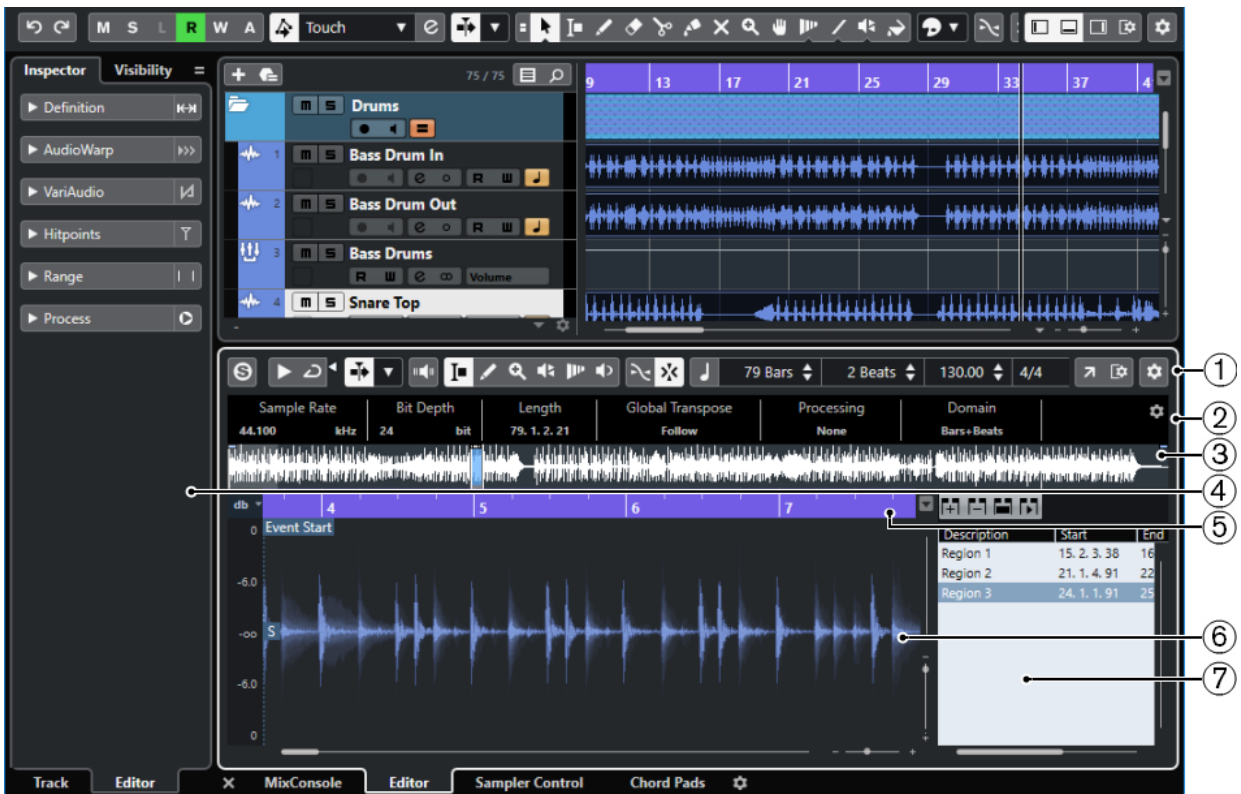 M S L R W A Touch
Inspector Visibility
Definition
AudioWarp
VariAudio
Hitpoints
Range
Process
75 / 75
9 13 17 21 25 29 33 37 4
m S Drums
1 m S Bass Drum In
e R W
2 m S Bass Drum Out
e R W
3 m S Bass Drums
R W e Volume
4 m S Snare Top
79 Bars 2 Beats 130.00 4/4
Sample Rate Bit Depth Length Global Transpose Processing Domain
44.100 kHz 24 bit 79. 1. 2. 21 Follow None Bars+Beats
db 4 5 6 7
Event Start
0
-6.0
-oo
S
-6.0
0
Description Start End
Region 1 15. 2. 3. 38 16
Region 2 21. 1. 4. 91 22
Region 3 24. 1. 1. 91 25
① 
②
③
④
⑤
⑥
⑦
Track Editor MixConsole Editor Sampler Control Chord Pads